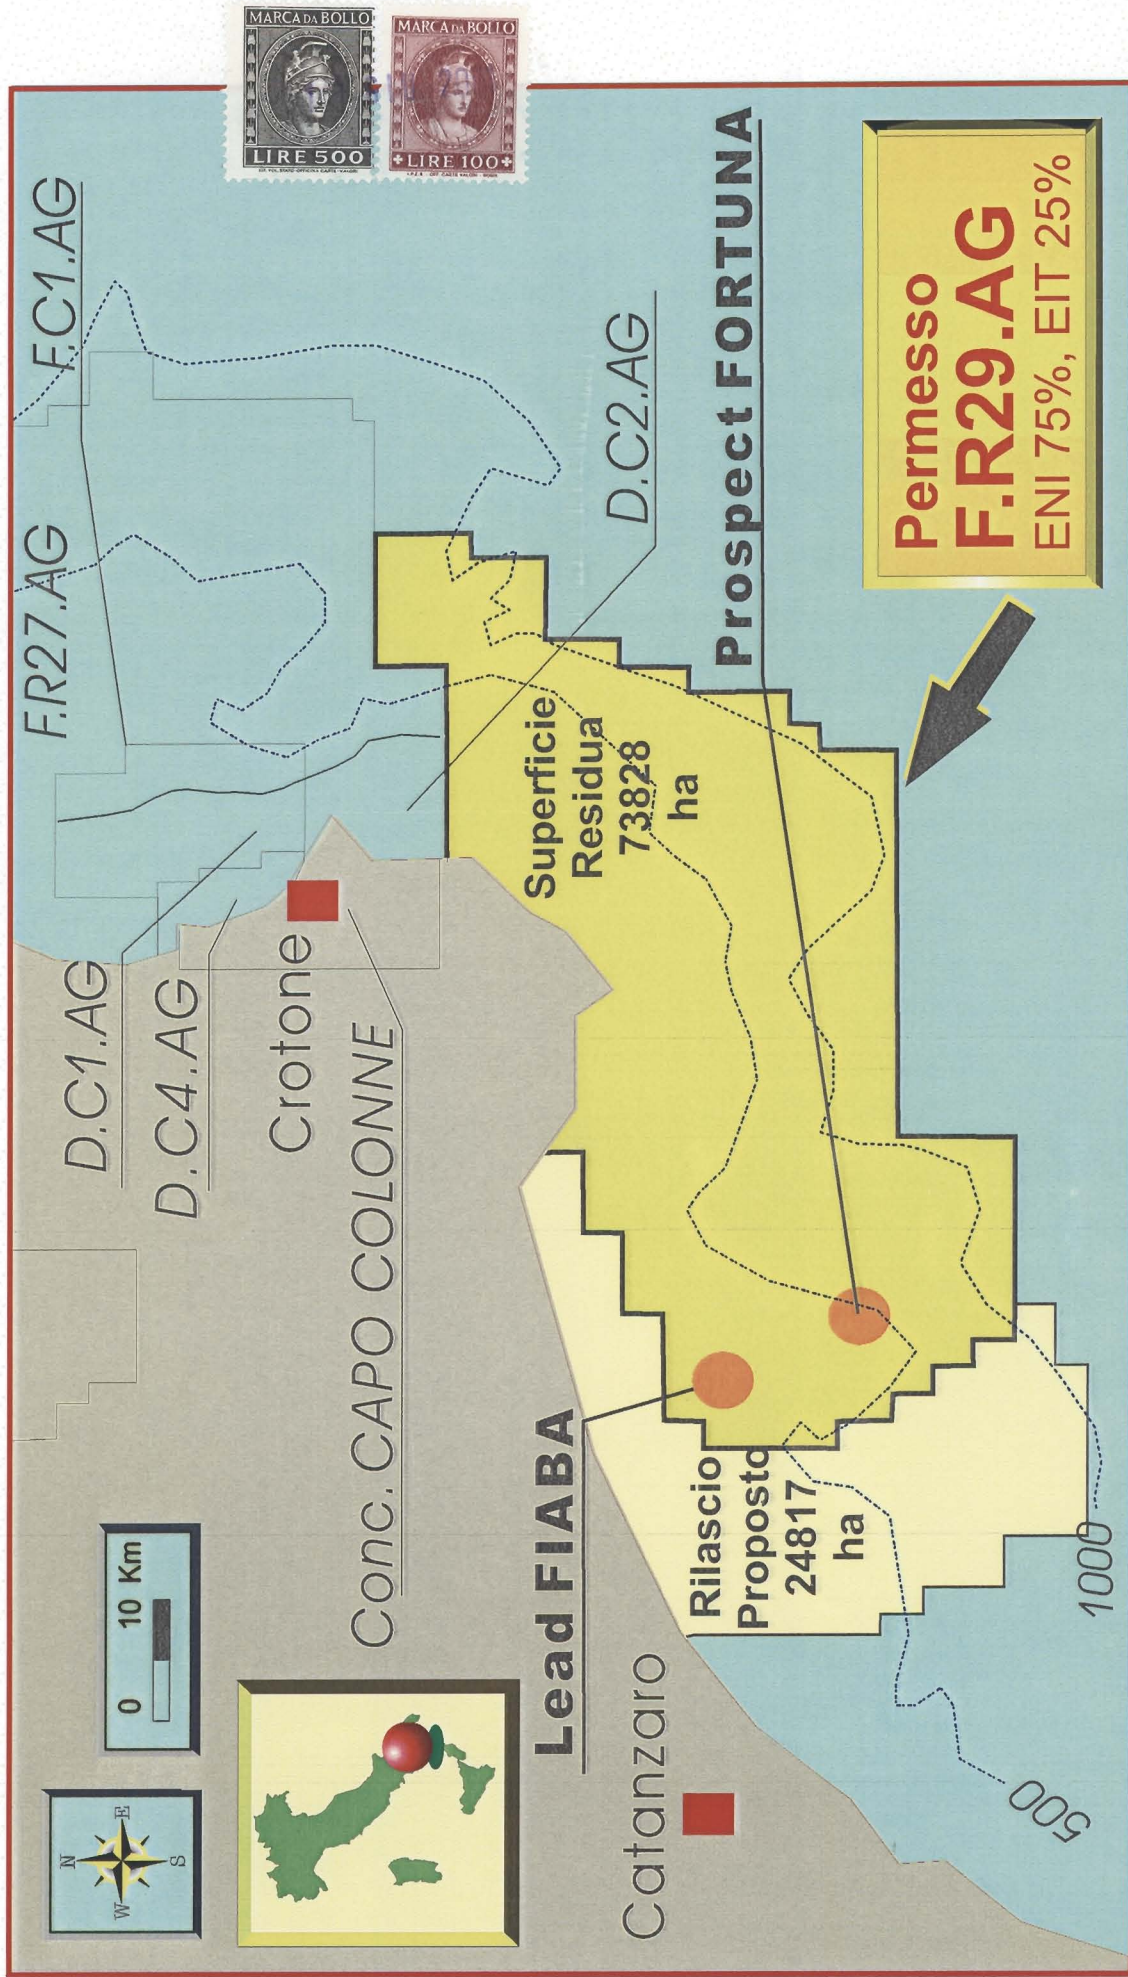 MARCA DA BOLLO
LIRE 500
MARCA DA BOLLO
LIRE 100
N
W
E
S
0 10 Km
F.R27.AG
F.C1.AG
D.C1.AG
D.C4.AG
Crotone
Conc. CAPO COLONNE
D.C2.AG
Superficie
Residua
73828
ha
Prospect FORTUNA
Lead FIABA
Rilascio
Proposto
24817
ha
Catanzaro
500
1000
Permesso
F.R29.AG
ENI 75%, EIT 25%